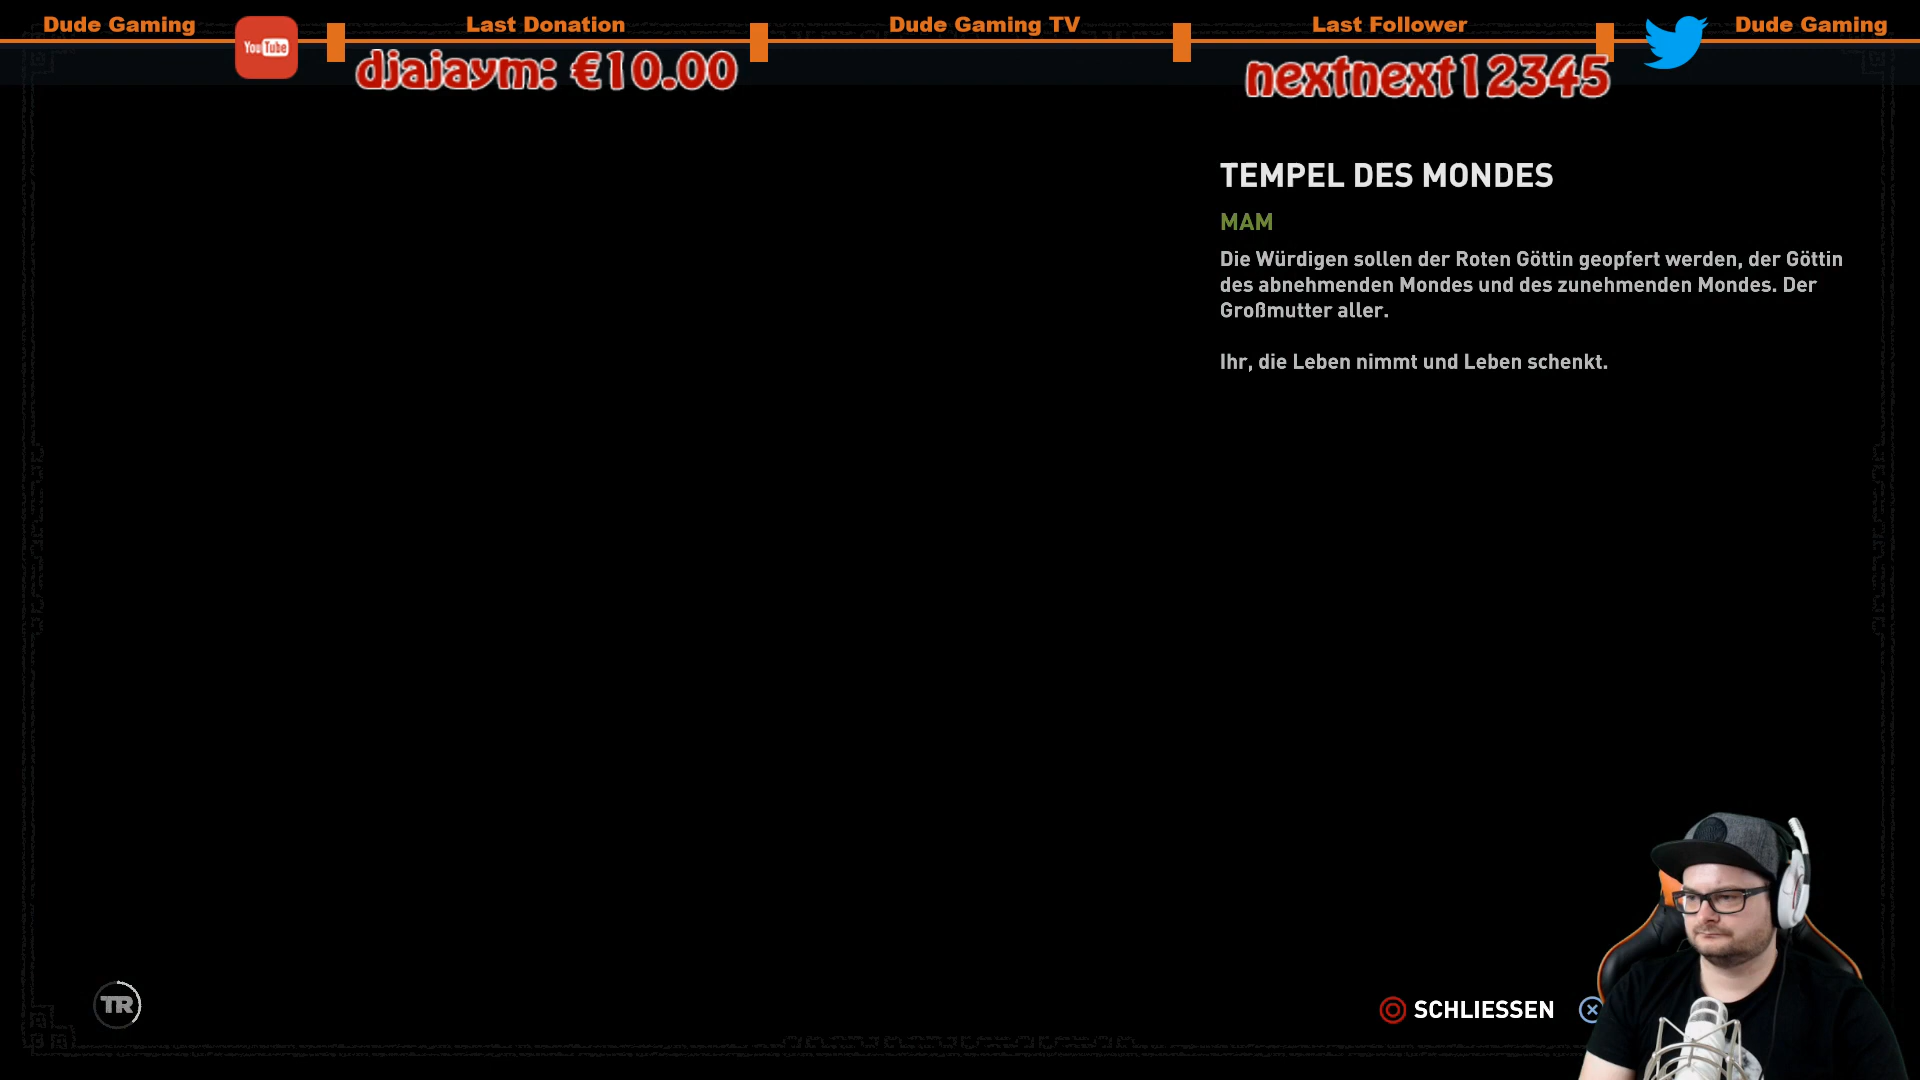 Dude Gaming
YouTube
Last Donation
Dude Gaming TV
Last Follower
Dude Gaming
djajaym: €10.00
nextnext12345
TEMPEL DES MONDES
MAM
Die Würdigen sollen der Roten Göttin geopfert werden, der Göttin
des abnehmenden Mondes und des zunehmenden Mondes. Der
Großmutter aller.
Ihr, die Leben nimmt und Leben schenkt.
TR
SCHLIESSEN